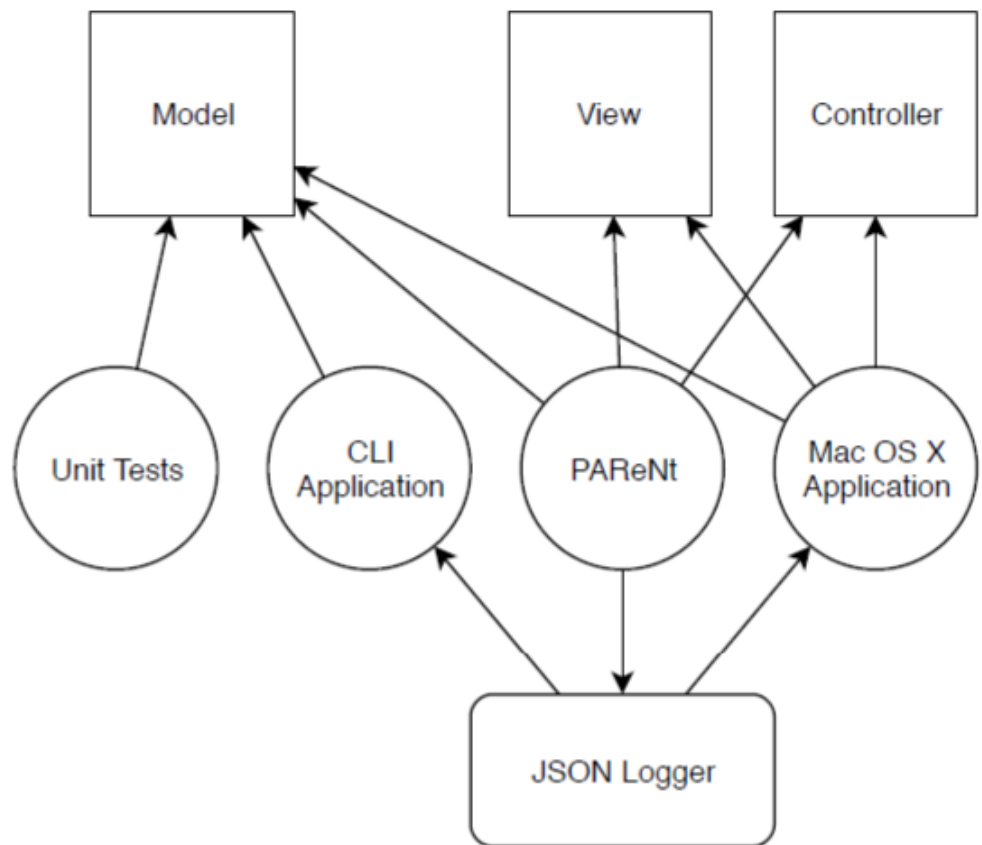 Model
View
Controller
Unit Tests
CLI
Application
PAReNt
Mac OS X
Application
JSON Logger